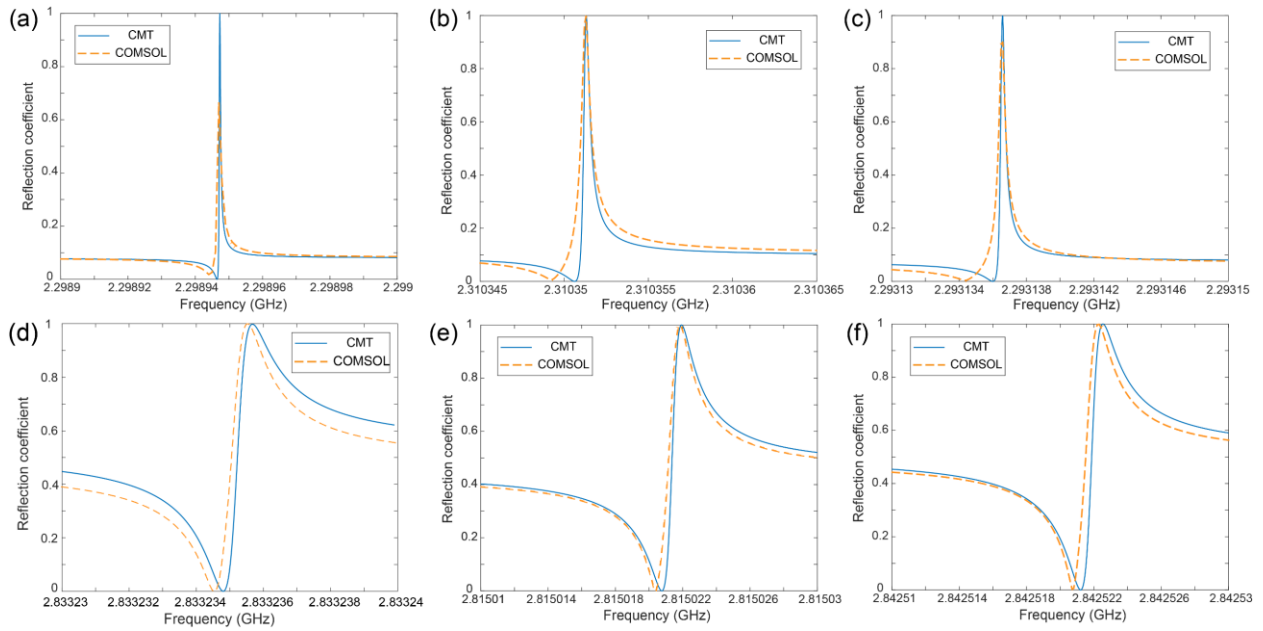 (a)
1
0.8
0.6
0.4
0.2
0
Reflection coefficient
CMT
COMSOL
2.2989 2.29892 2.29894 2.29896 2.29898 2.299
Frequency (GHz)
(b)
1
0.8
0.6
0.4
0.2
0
Reflection coefficient
CMT
COMSOL
2.310345 2.31035 2.310355 2.31036 2.310365
Frequency (GHz)
(c)
1
0.8
0.6
0.4
0.2
0
Reflection coefficient
CMT
COMSOL
2.29313 2.293134 2.293138 2.293142 2.293146 2.29315
Frequency (GHz)
(d)
1
0.8
0.6
0.4
0.2
0
Reflection coefficient
CMT
COMSOL
2.83323 2.833232 2.833234 2.833236 2.833238 2.83324
Frequency (GHz)
(e)
1
0.8
0.6
0.4
0.2
0
Reflection coefficient
CMT
COMSOL
2.81501 2.815014 2.815018 2.815022 2.815026 2.81503
Frequency (GHz)
(f)
1
0.8
0.6
0.4
0.2
0
Reflection coefficient
CMT
COMSOL
2.84251 2.842514 2.842518 2.842522 2.842526 2.84253
Frequency (GHz)